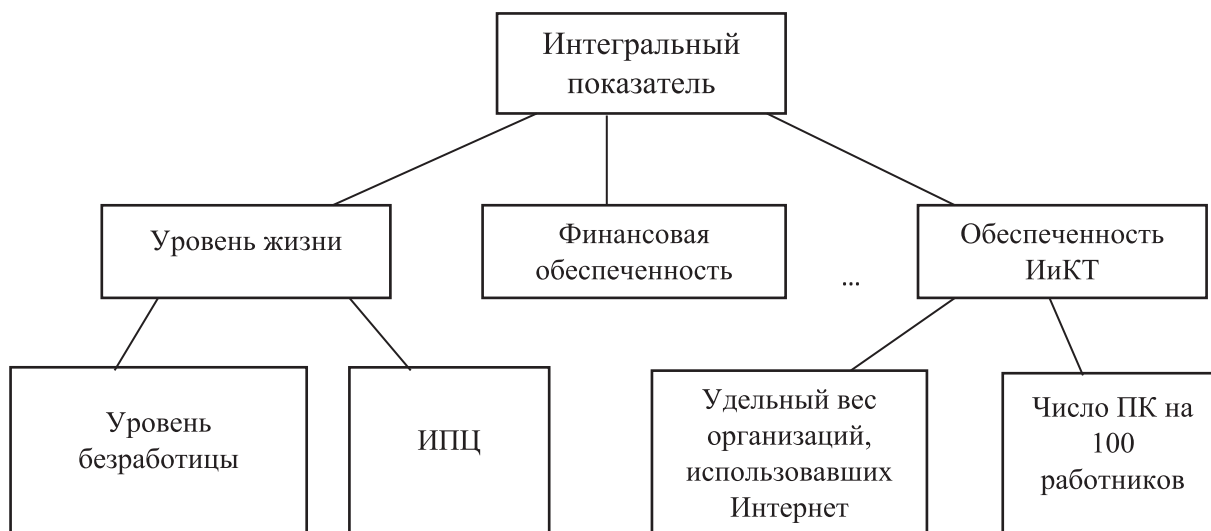 Интегральный
показатель
Уровень жизни
Финансовая
обеспеченность
...
Обеспеченность
ИиКТ
Уровень
безработицы
ИПЦ
Удельный вес
организаций,
использовавших
Интернет
Число ПК на
100
работников